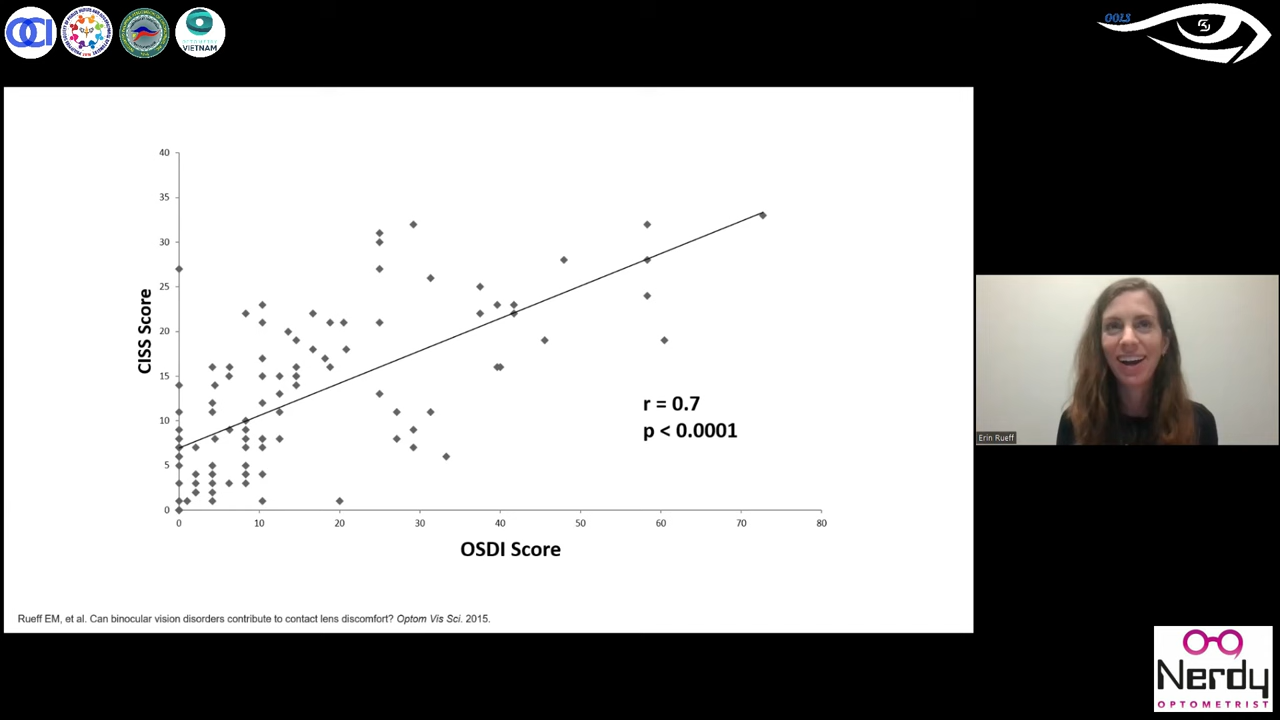 OCI
VIETNAM
OOLS
40
35
30
25
20
15
10
5
0
CISS Score
0 10 20 30 40 50 60 70 80
OSDI Score
r = 0.7
p < 0.0001
Rueff EM, et al. Can binocular vision disorders contribute to contact lens discomfort? Optom Vis Sci. 2015.
Erin Rueff
Nerdy
OPTOMETRIST